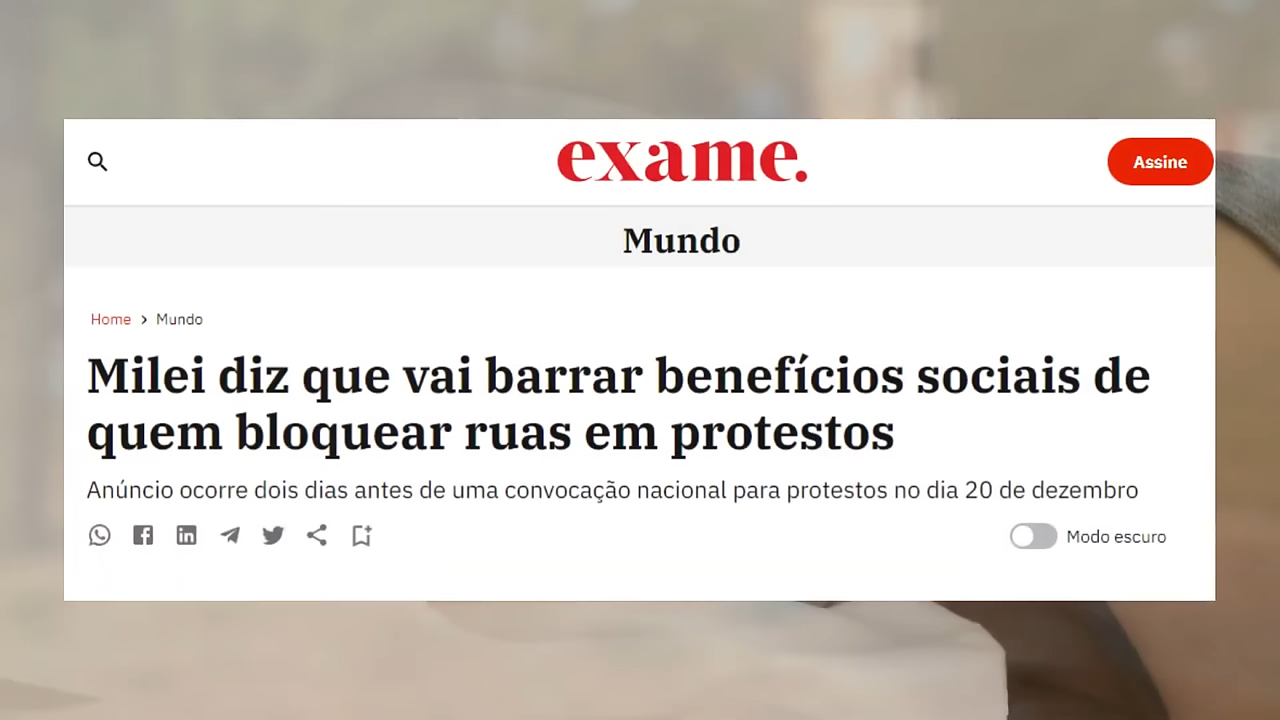 exame.
Assine
Mundo
Home > Mundo
Milei diz que vai barrar benefícios sociais de
quem bloquear ruas em protestos
Anúncio ocorre dois dias antes de uma convocação nacional para protestos no dia 20 de dezembro
Modo escuro